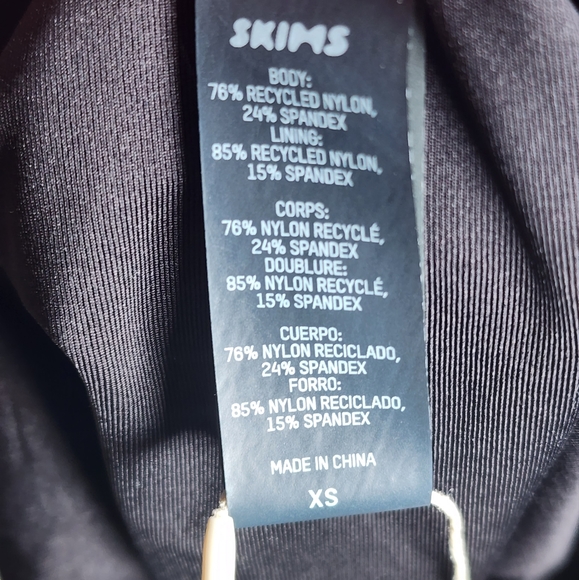 SKIMS
BODY:
76% RECYCLED NYLON,
24% SPANDEX
LINING:
85% RECYCLED NYLON,
15% SPANDEX
CORPS:
76% NYLON RECYCLÉ,
24% SPANDEX
DOUBLURE:
85% NYLON RECYCLÉ,
15% SPANDEX
CUERPO:
76% NYLON RECICLADO,
24% SPANDEX
FORRO:
85% NYLON RECICLADO,
15% SPANDEX
MADE IN CHINA
XS